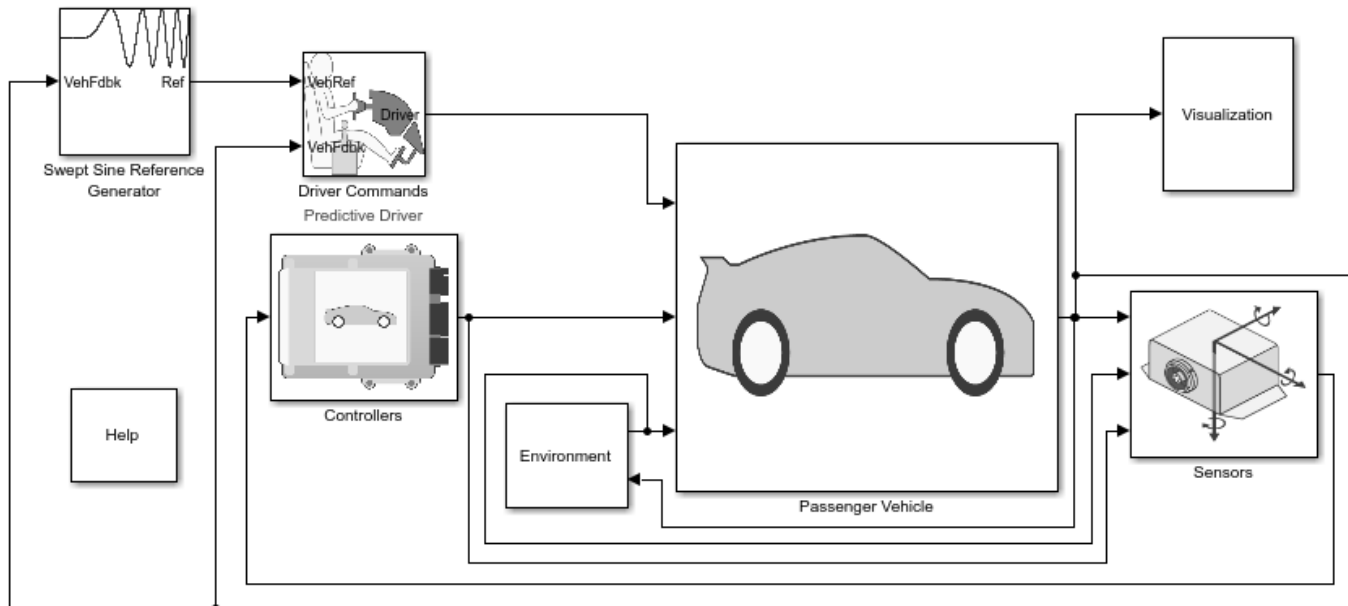 VehFdbk
Ref
Swept Sine Reference
Generator
VehRef
Driver
VehFdbk
Driver Commands
Predictive Driver
Visualization
Controllers
Help
Environment
Passenger Vehicle
Sensors